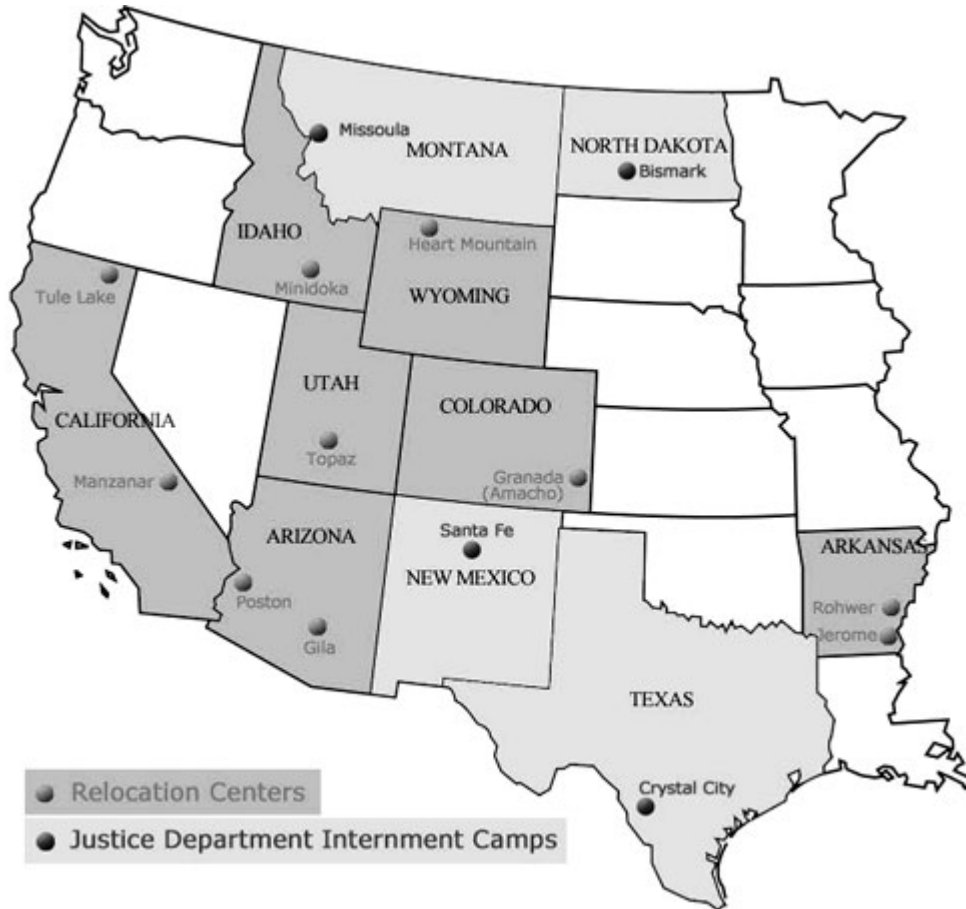 Missoula
MONTANA
NORTH DAKOTA
Bismark
IDAHO
Heart Mountain
Minidoka
Tule Lake
WYOMING
UTAH
COLORADO
CALIFORNIA
Topaz
Manzanar
Granada
(Amacho)
ARIZONA
Santa Fe
ARKANSAS
NEW MEXICO
Poston
Rohwer
Gila
Jerome
TEXAS
Crystal City
Relocation Centers
Justice Department Internment Camps